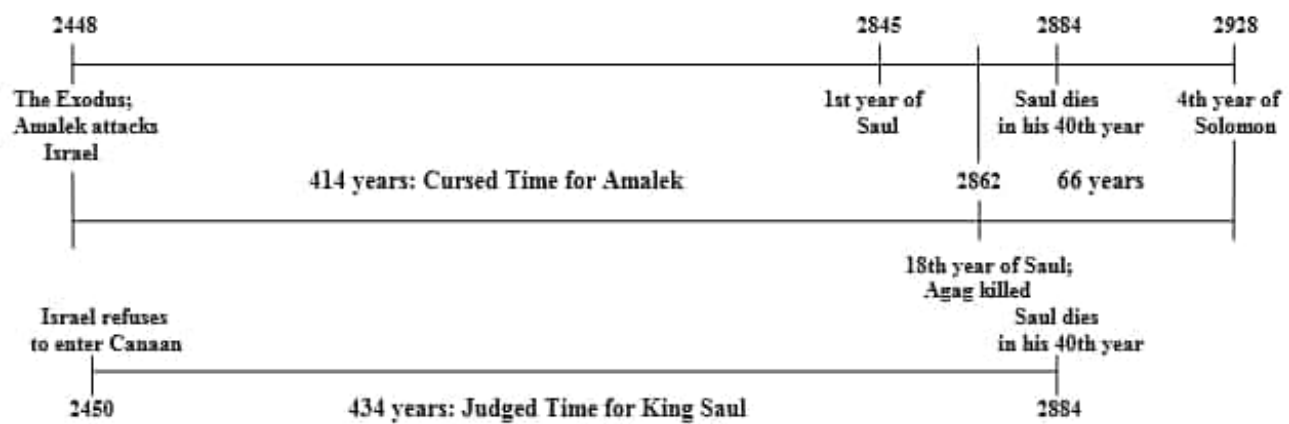 2448 2845 2884 2928
The Exodus;
Amalek attacks
Israel
1st year of
Saul
Saul dies
in his 40th year
4th year of
Solomon
414 years: Cursed Time for Amalek 2862 66 years
18th year of Saul;
Agag killed
Israel refuses
to enter Canaan
Saul dies
in his 40th year
2450 434 years: Judged Time for King Saul 2884